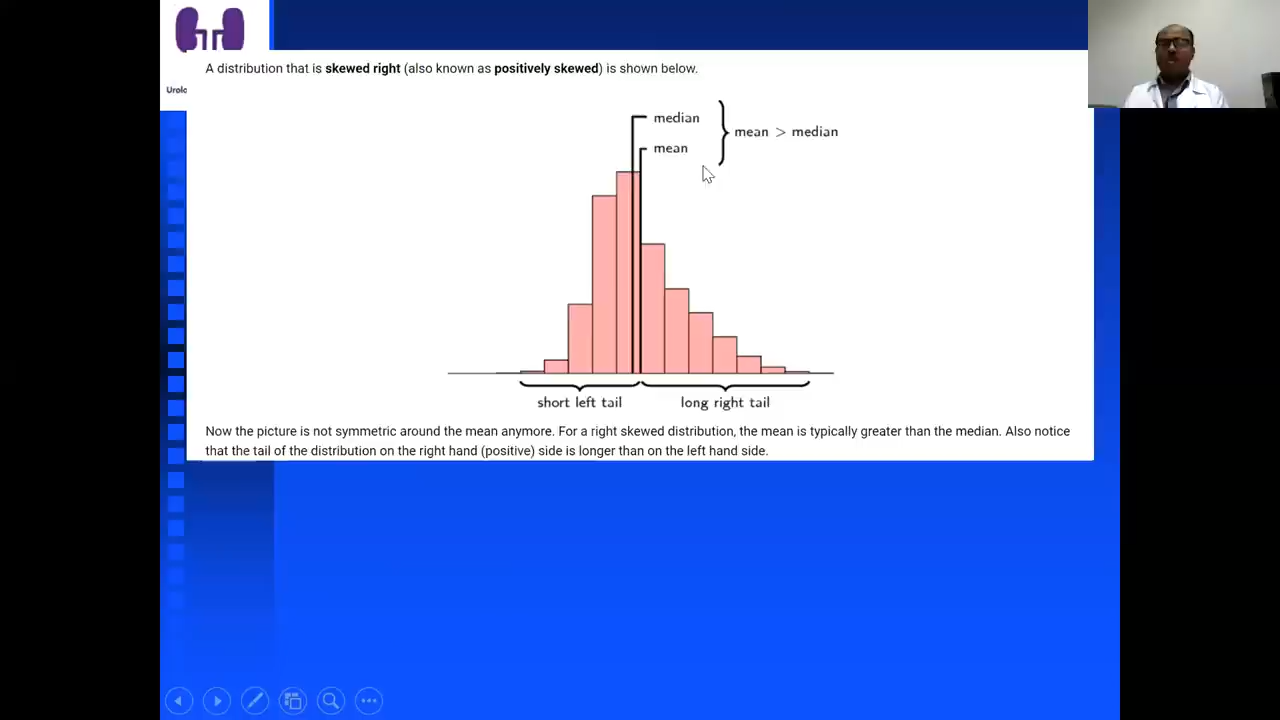 A distribution that is skewed right (also known as positively skewed) is shown below.
Urolo
median
mean
mean > median
short left tail
long right tail
Now the picture is not symmetric around the mean anymore. For a right skewed distribution, the mean is typically greater than the median. Also notice
that the tail of the distribution on the right hand (positive) side is longer than on the left hand side.